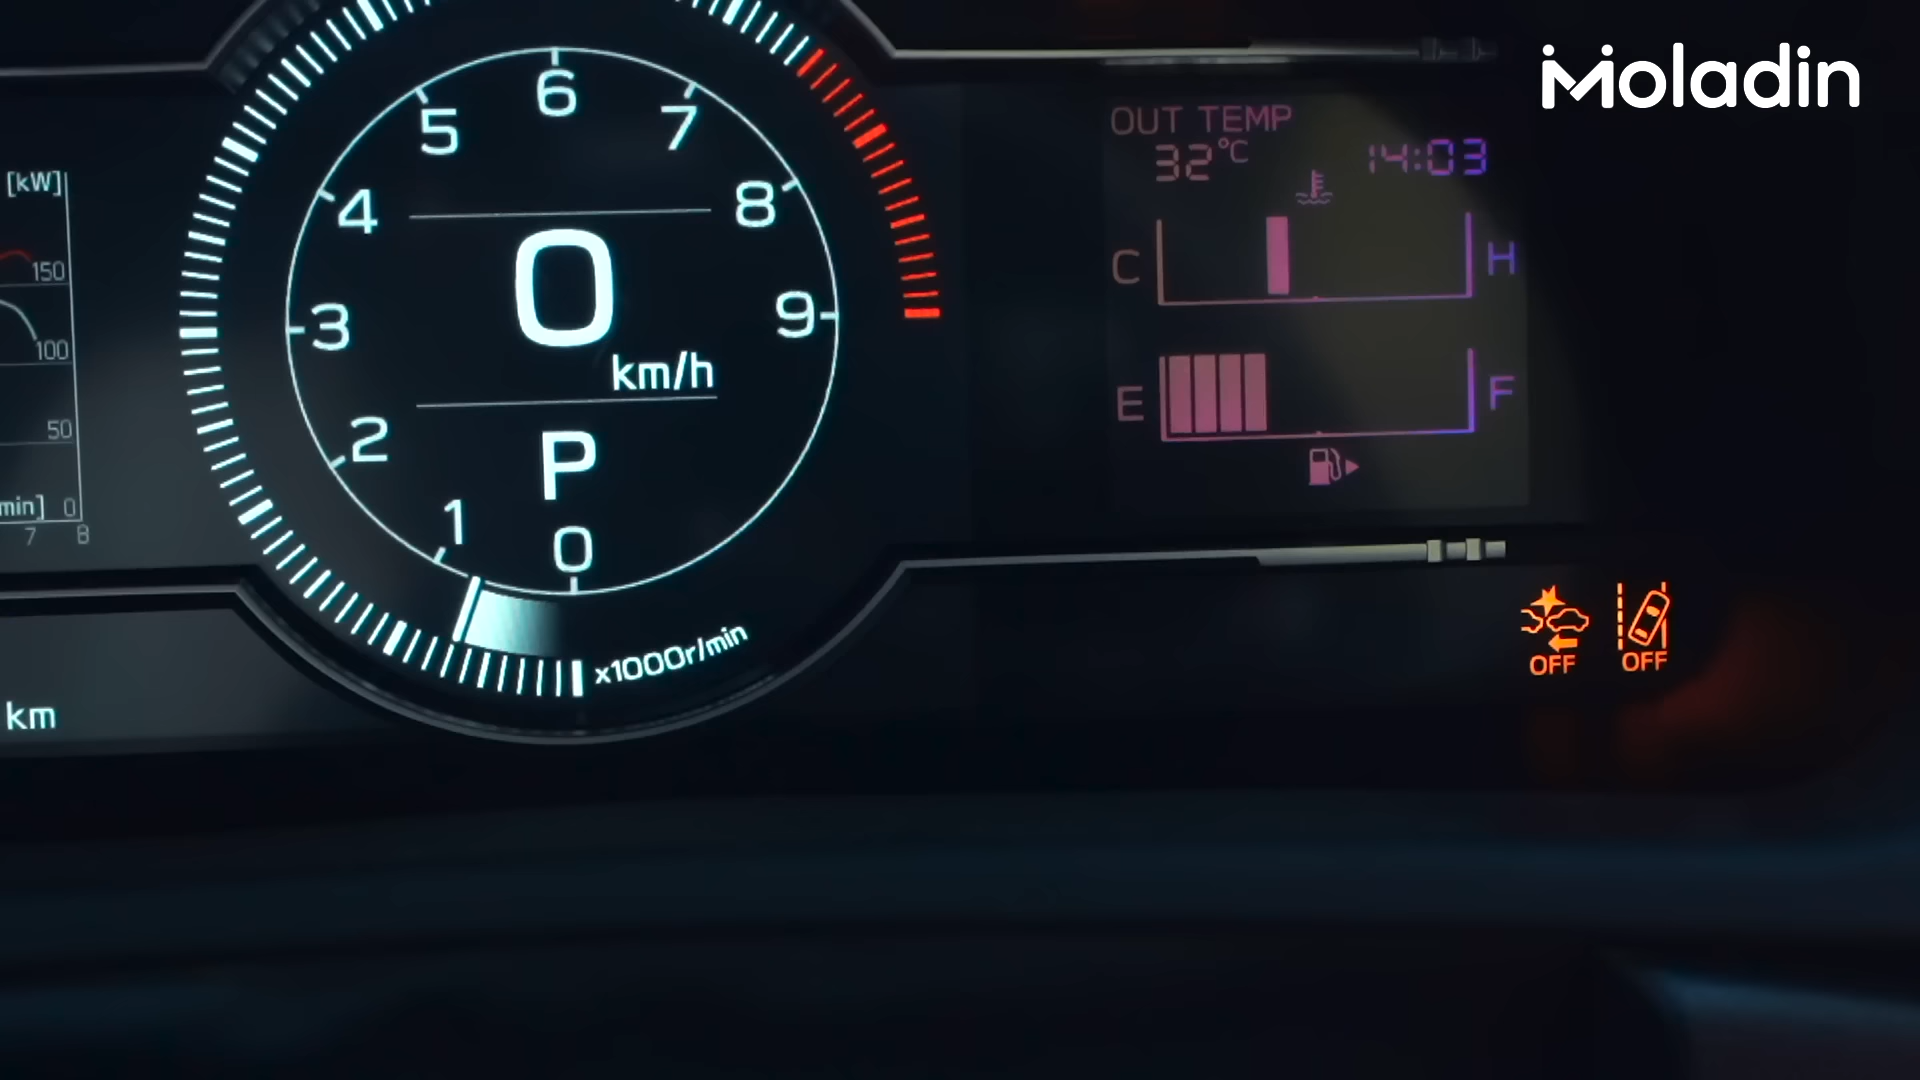 Moladin
[kW]
150
100
50
min] 0
7 8
km
0
1
2
3
4
5
6
7
8
9
0
km/h
P
x1000r/min
OUT TEMP
32°C 14:03
C H
E F
OFF OFF